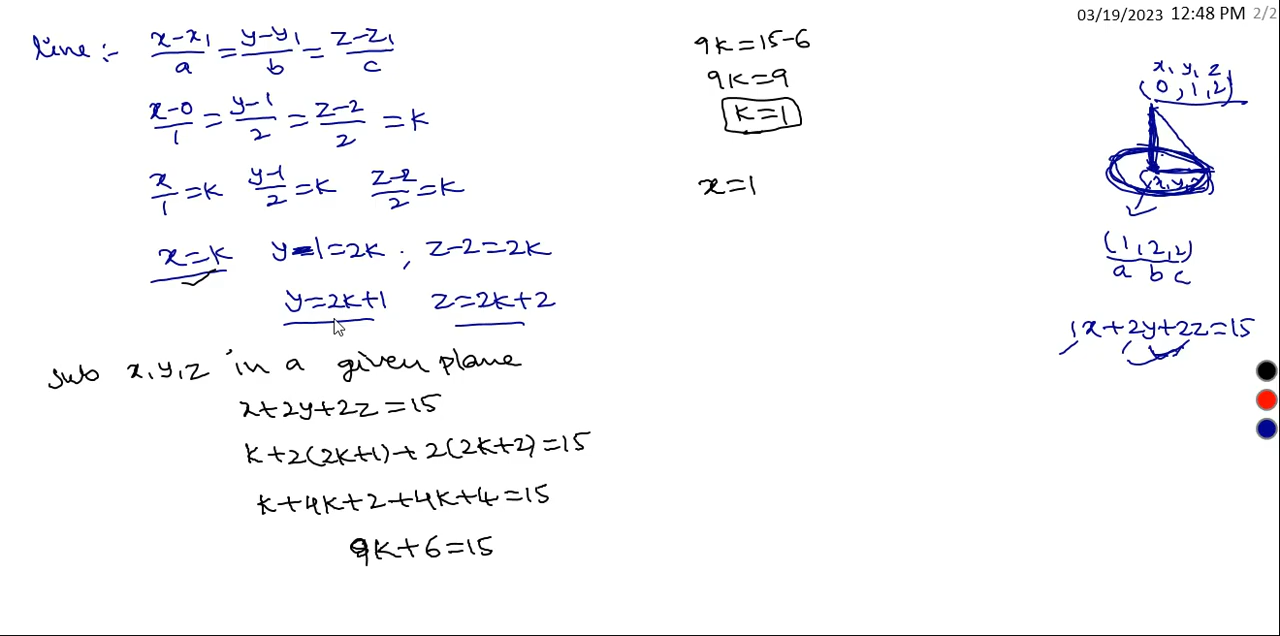 03/19/2023 12:48 PM 2/2
line :- x-x1/a = y-y1/b = z-z1/c
x-0/1 = y-1/2 = z-2/2 = k
x/1 = k y-1/2 = k z-2/2 = k
x=k y-1=2k ; z-2=2k
y=2k+1 z=2k+2
sub x,y,z in a given plane
x+2y+2z=15
k+2(2k+1)+2(2k+2)=15
k+4k+2+4k+4=15
9k+6=15
9k=15-6
9k=9
k=1
x=1
x, y, z
(0,1,2)
(x,y,z)
(1,2,2)
a b c
1x+2y+2z=15